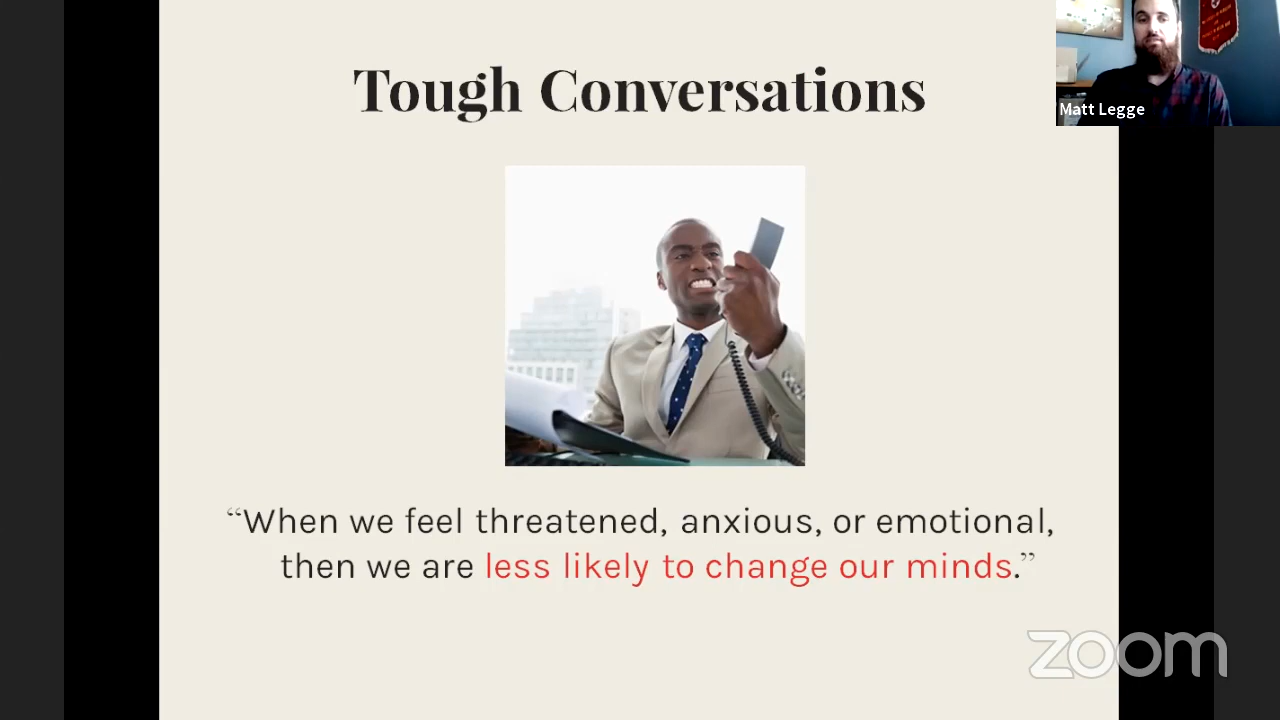 Tough Conversations
Matt Legge
“When we feel threatened, anxious, or emotional,
then we are less likely to change our minds.”
zoom